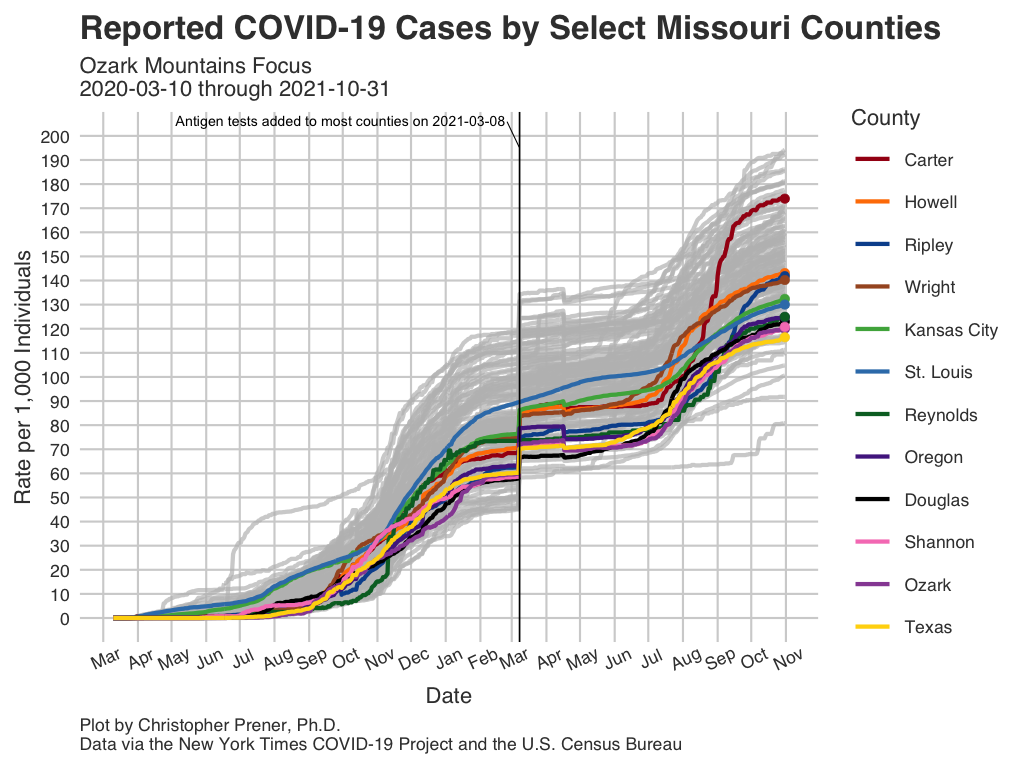 Reported COVID-19 Cases by Select Missouri Counties
Ozark Mountains Focus
2020-03-10 through 2021-10-31
Antigen tests added to most counties on 2021-03-08
Rate per 1,000 Individuals
200
190
180
170
160
150
140
130
120
110
100
90
80
70
60
50
40
30
20
10
0
Mar Apr May Jun Jul Aug Sep Oct Nov Dec Jan Feb Mar Apr May Jun Jul Aug Sep Oct Nov
Date
County
Carter
Howell
Ripley
Wright
Kansas City
St. Louis
Reynolds
Oregon
Douglas
Shannon
Ozark
Texas
Plot by Christopher Prener, Ph.D.
Data via the New York Times COVID-19 Project and the U.S. Census Bureau